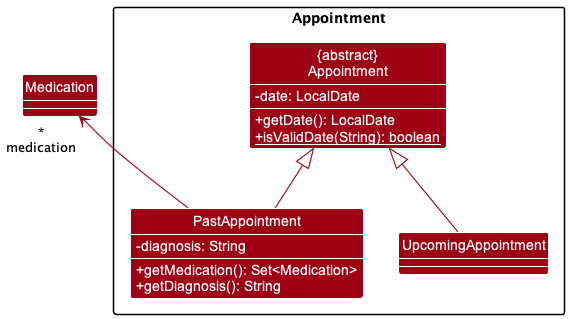 Appointment
{abstract}
Appointment
-date: LocalDate
+getDate(): LocalDate
+isValidDate(String): boolean
Medication
*
medication
PastAppointment
-diagnosis: String
+getMedication(): Set<Medication>
+getDiagnosis(): String
UpcomingAppointment